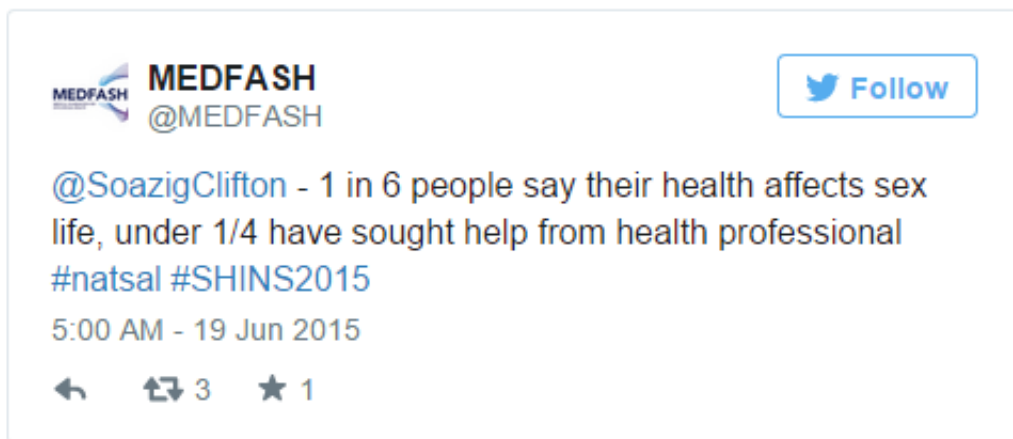 MEDFASH
MEDFASH
@MEDFASH
Follow
@SoazigClifton - 1 in 6 people say their health affects sex
life, under 1/4 have sought help from health professional
#natsal #SHINS2015
5:00 AM - 19 Jun 2015
3
1